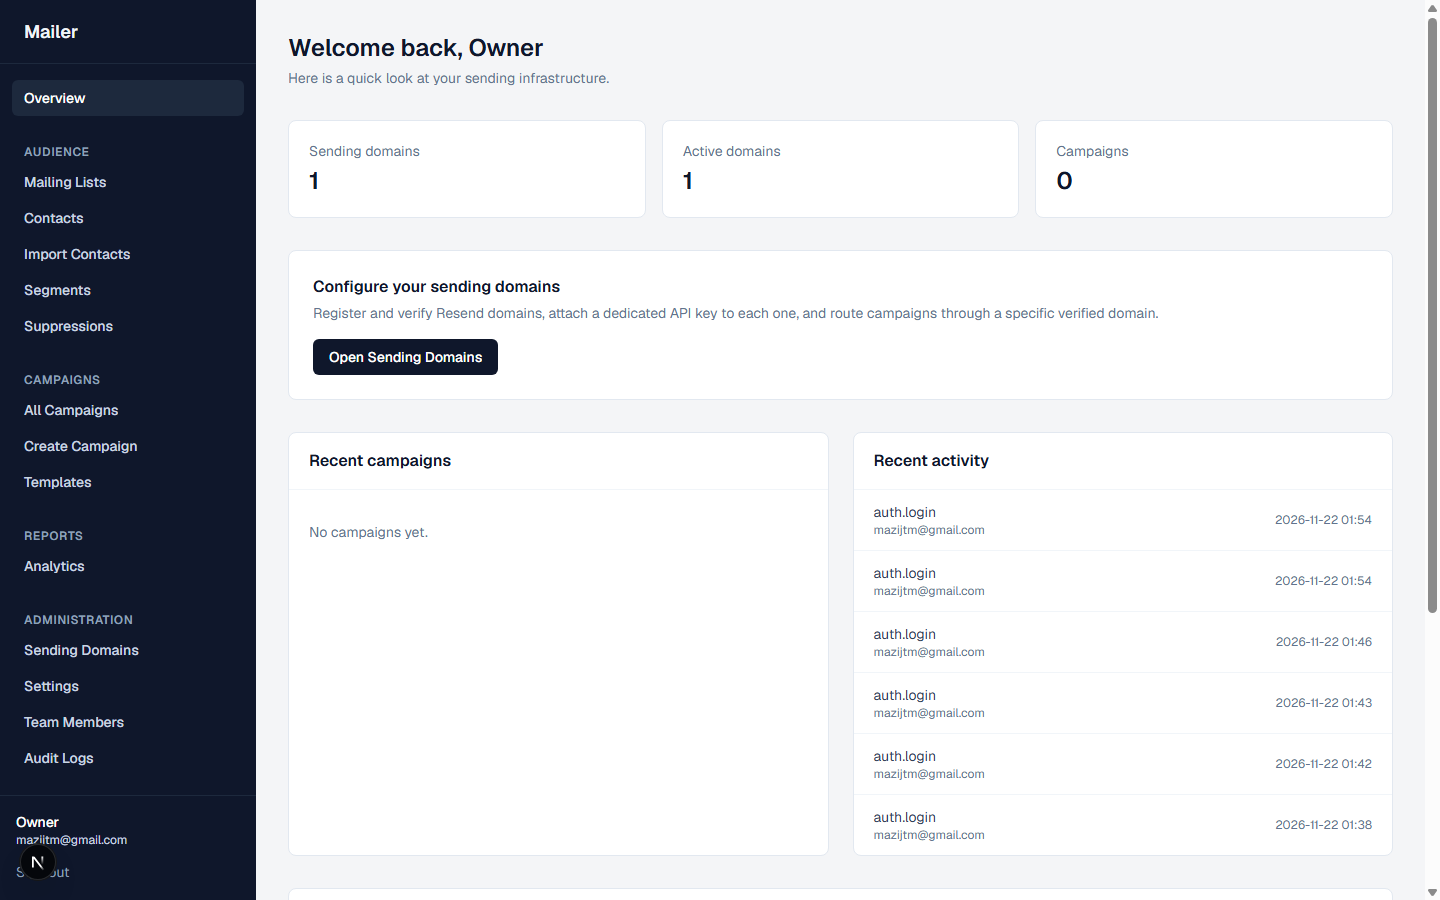 Mailer
Overview
AUDIENCE
Mailing Lists
Contacts
Import Contacts
Segments
Suppressions
CAMPAIGNS
All Campaigns
Create Campaign
Templates
REPORTS
Analytics
ADMINISTRATION
Sending Domains
Settings
Team Members
Audit Logs
Owner
mazijtm@gmail.com
N
Welcome back, Owner
Here is a quick look at your sending infrastructure.
Sending domains
1
Active domains
1
Campaigns
0
Configure your sending domains
Register and verify Resend domains, attach a dedicated API key to each one, and route campaigns through a specific verified domain.
Open Sending Domains
Recent campaigns
No campaigns yet.
Recent activity
auth.login
mazijtm@gmail.com
2026-11-22 01:54
auth.login
mazijtm@gmail.com
2026-11-22 01:54
auth.login
mazijtm@gmail.com
2026-11-22 01:46
auth.login
mazijtm@gmail.com
2026-11-22 01:43
auth.login
mazijtm@gmail.com
2026-11-22 01:42
auth.login
mazijtm@gmail.com
2026-11-22 01:38